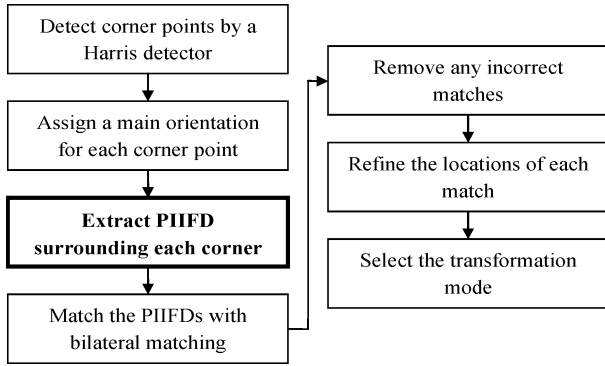 Detect corner points by a
Harris detector
Assign a main orientation
for each corner point
Extract PIIFD
surrounding each corner
Match the PIIFDs with
bilateral matching
Remove any incorrect
matches
Refine the locations of each
match
Select the transformation
mode